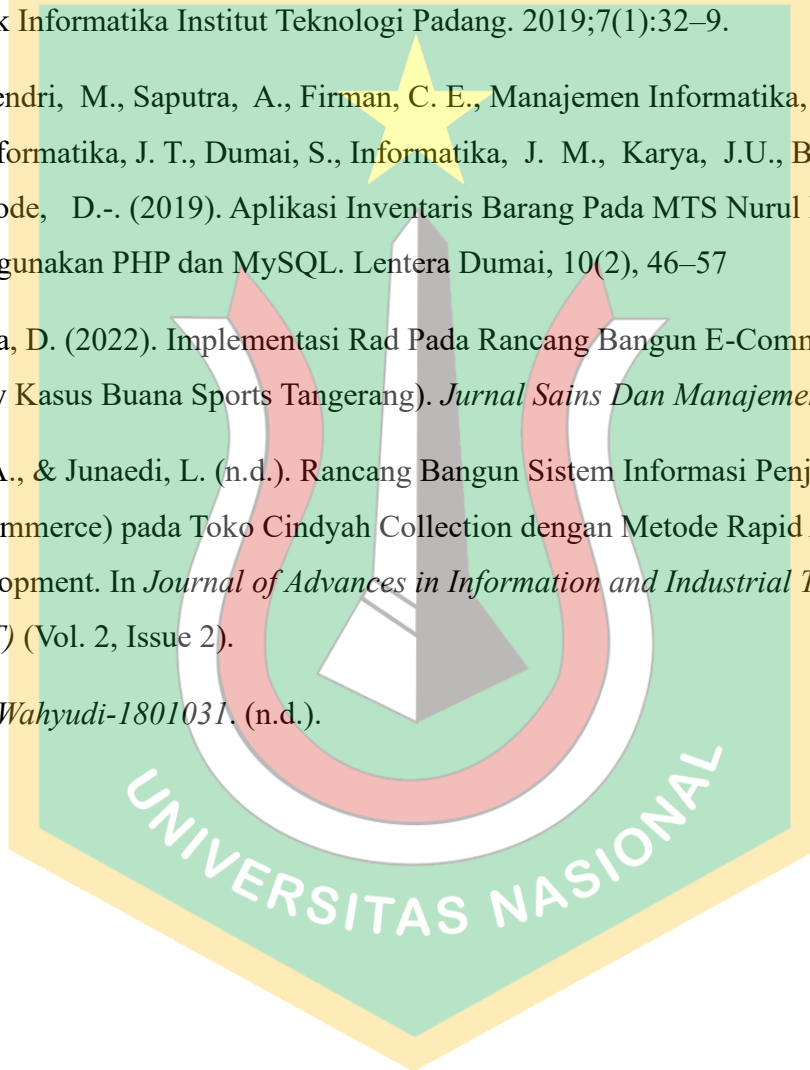 k Informatika Institut Teknologi Padang. 2019;7(1):32–9.
endri, M., Saputra, A., Firman, C. E., Manajemen Informatika,
formatika, J. T., Dumai, S., Informatika, J. M., Karya, J.U., B
ode, D.-. (2019). Aplikasi Inventaris Barang Pada MTS Nurul
gunakan PHP dan MySQL. Lentera Dumai, 10(2), 46–57
a, D. (2022). Implementasi Rad Pada Rancang Bangun E-Comm
y Kasus Buana Sports Tangerang). Jurnal Sains Dan Manajeme
A., & Junaedi, L. (n.d.). Rancang Bangun Sistem Informasi Penj
mmerce) pada Toko Cindyah Collection dengan Metode Rapid
opment. In Journal of Advances in Information and Industrial T
T) (Vol. 2, Issue 2).
Wahyudi-1801031. (n.d.).
UNIVERSITAS NASIONAL